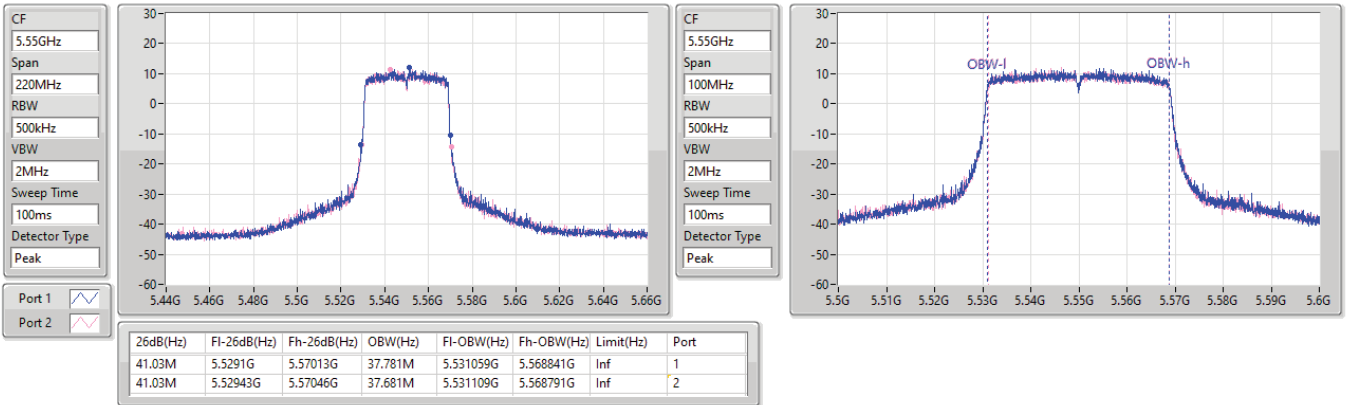 CF
5.55GHz
Span
220MHz
RBW
500kHz
VBW
2MHz
Sweep Time
100ms
Detector Type
Peak
Port 1
Port 2
30
20
10
0
-10
-20
-30
-40
-50
-60
5.44G 5.46G 5.48G 5.5G 5.52G 5.54G 5.56G 5.58G 5.6G 5.62G 5.64G 5.66G
CF
5.55GHz
Span
100MHz
RBW
500kHz
VBW
2MHz
Sweep Time
100ms
Detector Type
Peak
30
20
10
0
-10
-20
-30
-40
-50
-60
OBW-l OBW-h
5.5G 5.51G 5.52G 5.53G 5.54G 5.55G 5.56G 5.57G 5.58G 5.59G 5.6G
26dB(Hz) Fl-26dB(Hz) Fh-26dB(Hz) OBW(Hz) Fl-OBW(Hz) Fh-OBW(Hz) Limit(Hz) Port
41.03M 5.5291G 5.57013G 37.781M 5.531059G 5.568841G Inf 1
41.03M 5.52943G 5.57046G 37.681M 5.531109G 5.568791G Inf 2